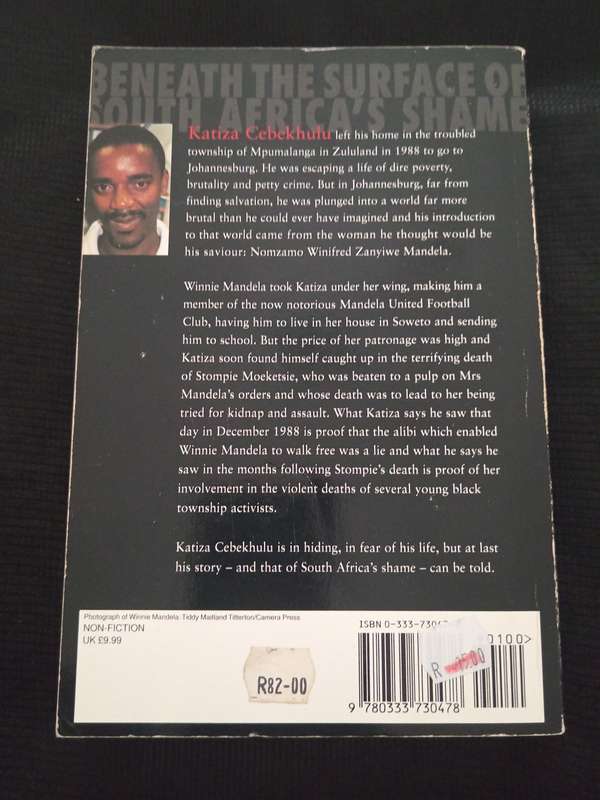 BENEATH THE SURFACE OF
SOUTH AFRICA'S SHAME
Katiza Cebekhulu left his home in the troubled
township of Mpumalanga in Zululand in 1988 to go to
Johannesburg. He was escaping a life of dire poverty,
brutality and petty crime. But in Johannesburg, far from
finding salvation, he was plunged into a world far more
brutal than he could ever have imagined and his introduction
to that world came from the woman he thought would be
his saviour: Nomzamo Winifred Zanyiwe Mandela.
Winnie Mandela took Katiza under her wing, making him a
member of the now notorious Mandela United Football
Club, having him to live in her house in Soweto and sending
him to school. But the price of her patronage was high and
Katiza soon found himself caught up in the terrifying death
of Stompie Moeketsie, who was beaten to a pulp on Mrs
Mandela's orders and whose death was to lead to her being
tried for kidnap and assault. What Katiza says he saw that
day in December 1988 is proof that the alibi which enabled
Winnie Mandela to walk free was a lie and what he says he
saw in the months following Stompie's death is proof of her
involvement in the violent deaths of several young black
township activists.
Katiza Cebekhulu is in hiding, in fear of his life, but at last
his story – and that of South Africa's shame – can be told.
Photograph of Winnie Mandela: Tiddy Maitland Titterton/Camera Press
NON-FICTION
UK £9.99
R82-00
ISBN 0-333-7304
0100>
R
9 780333 730478